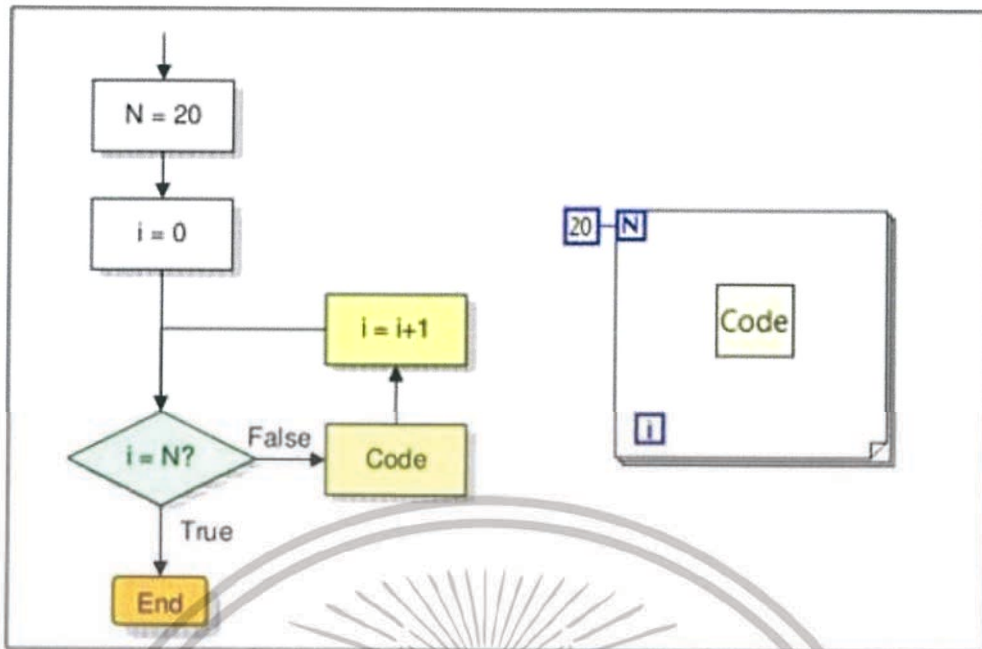 N = 20
i = 0
i = i+1
i = N?
False
Code
True
End
20
N
Code
i